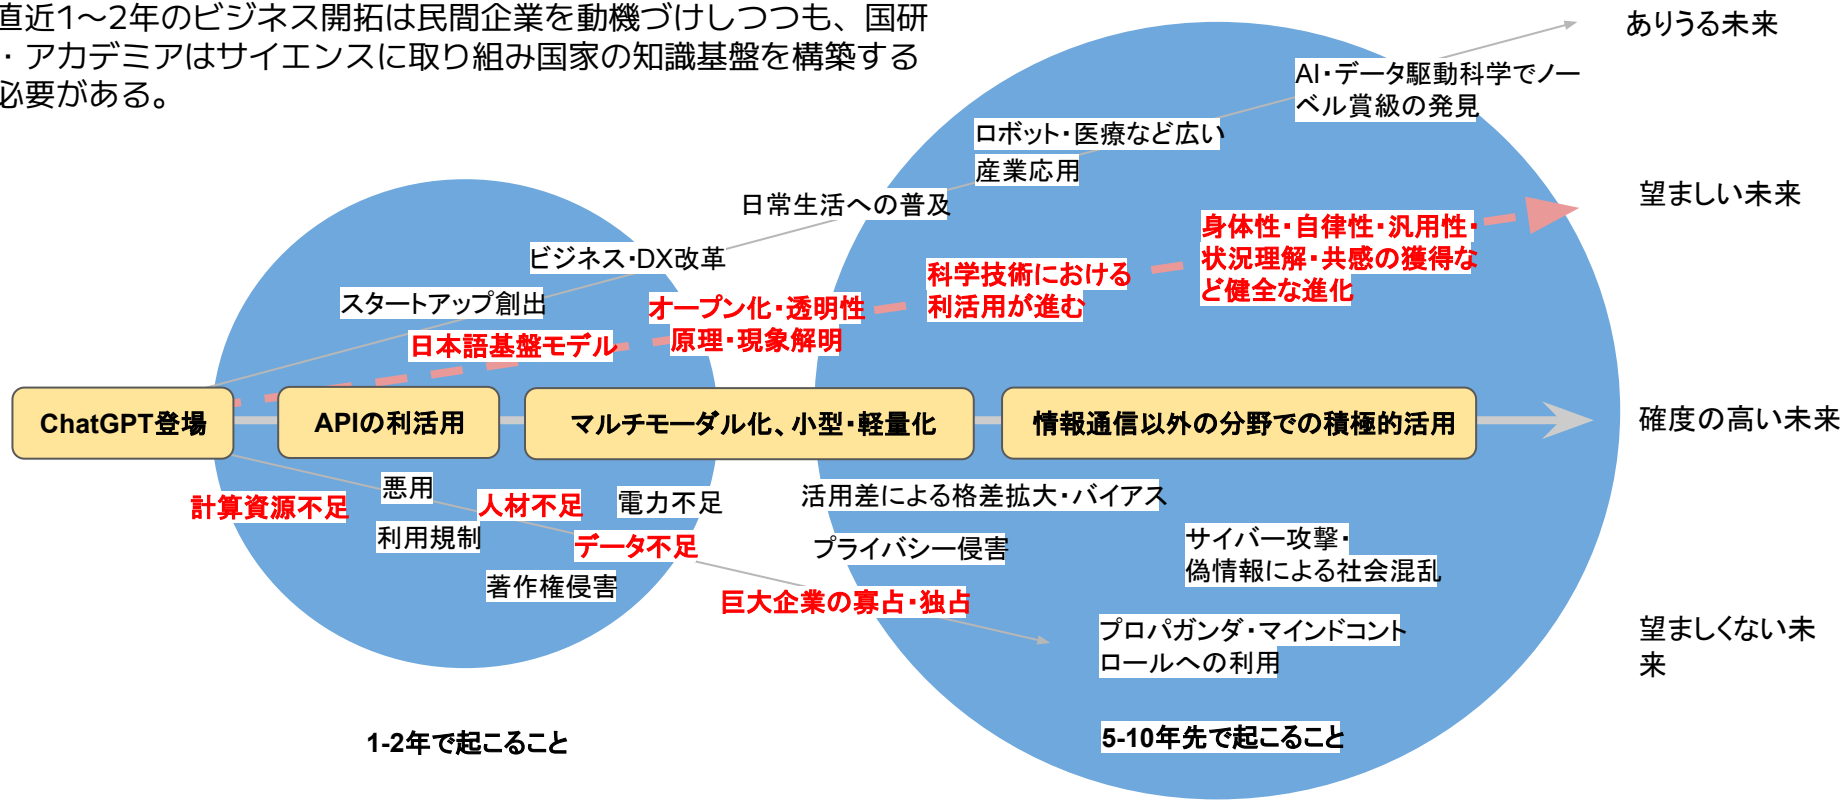 直近1〜2年のビジネス開拓は民間企業を動機づけしつつも、国研
・アカデミアはサイエンスに取り組み国家の知識基盤を構築する
必要がある。
ありうる未来
AI・データ駆動科学でノー
ベル賞級の発見
ロボット・医療など広い
産業応用
日常生活への普及
ビジネス・DX改革
スタートアップ創出
望ましい未来
身体性・自律性・汎用性・
状況理解・共感の獲得な
ど健全な進化
科学技術における
利活用が進む
オープン化・透明性
原理・現象解明
日本語基盤モデル
ChatGPT登場
APIの利活用
マルチモーダル化、小型・軽量化
情報通信以外の分野での積極的活用
確度の高い未来
計算資源不足
悪用
利用規制
人材不足
電力不足
データ不足
著作権侵害
活用差による格差拡大・バイアス
プライバシー侵害
サイバー攻撃・
偽情報による社会混乱
巨大企業の寡占・独占
プロパガンダ・マインドコント
ロールへの利用
望ましくない未
来
1-2年で起こること
5-10年先で起こること